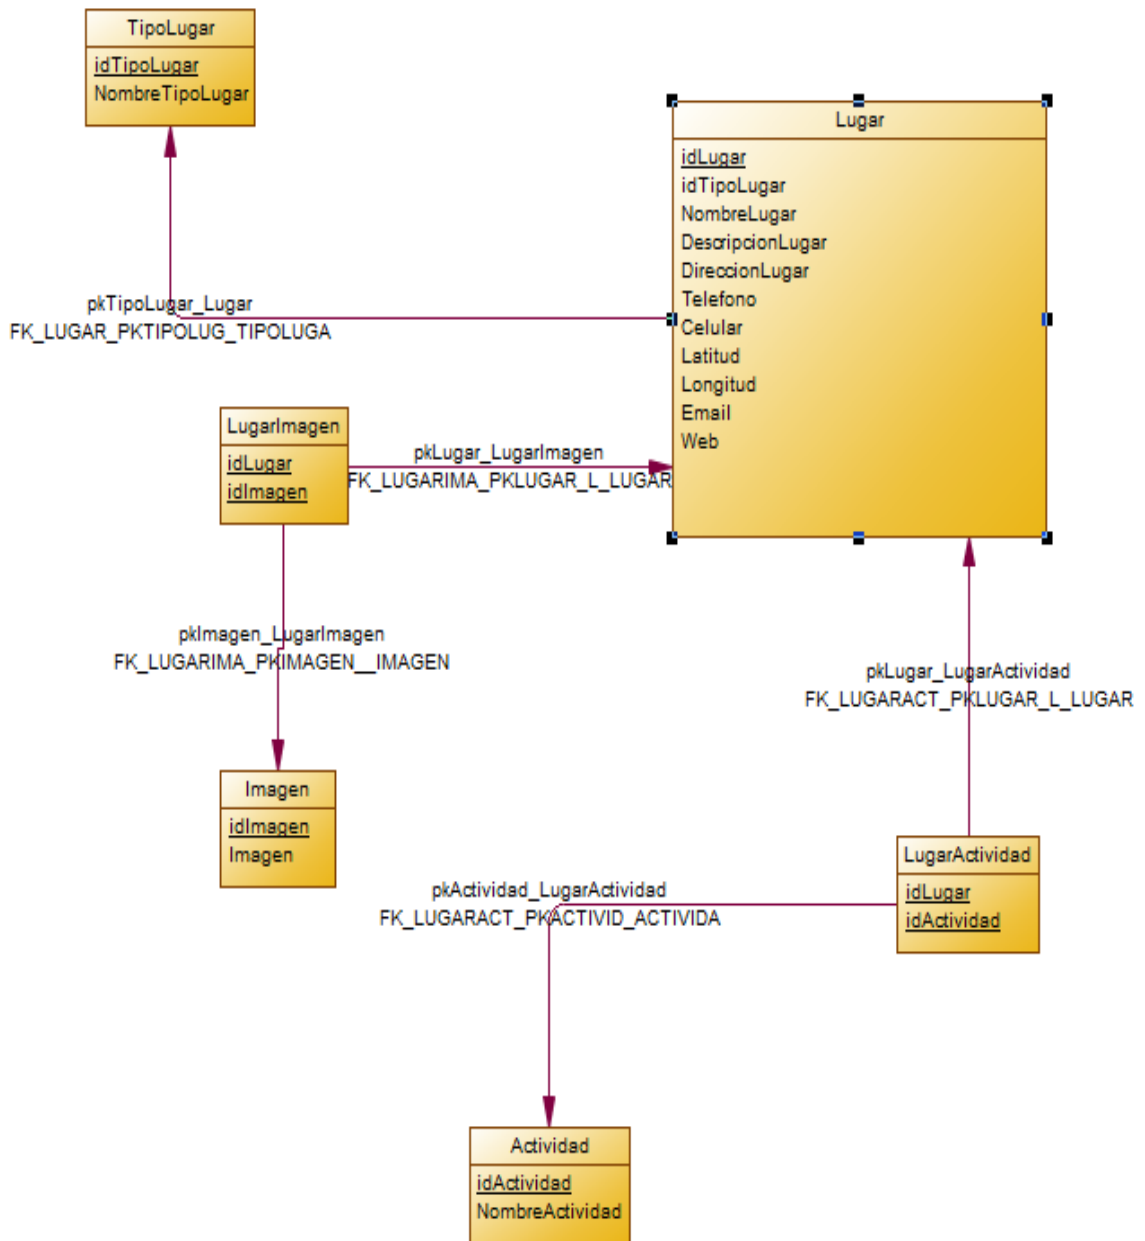 TipoLugar
idTipoLugar
NombreTipoLugar
Lugar
idLugar
idTipoLugar
NombreLugar
DescripcionLugar
DireccionLugar
Telefono
Celular
Latitud
Longitud
Email
Web
pkTipoLugar_Lugar
FK_LUGAR_PKTIPOLUG_TIPOLUGA
LugarImagen
idLugar
idImagen
pkLugar_LugarImagen
FK_LUGARIMA_PKLUGAR_L_LUGAR
pkImagen_LugarImagen
FK_LUGARIMA_PKIMAGEN__IMAGEN
pkLugar_LugarActividad
FK_LUGARACT_PKLUGAR_L_LUGAR
Imagen
idImagen
Imagen
LugarActividad
idLugar
idActividad
pkActividad_LugarActividad
FK_LUGARACT_PKACTIVID_ACTIVIDA
Actividad
idActividad
NombreActividad